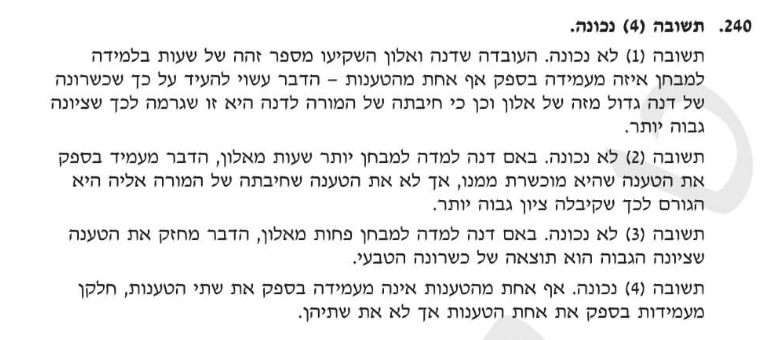 240. תשובה (4) נכונה.
תשובה (1) לא נכונה. העובדה שדנה ואלון השקיעו מספר זהה של שעות בלמידה
למבחן איזה מעמידה בספק אף אחת מהטענות – הדבר עשוי להעיד על כך שכשרונה
של דנה גדול מזה של אלון וכן כי חיבתה של המורה לדנה היא זו שגרמה לכך שציונה
גבוה יותר.
תשובה (2) לא נכונה. באם דנה למדה למבחן יותר שעות מאלון, הדבר מעמיד בספק
את הטענה שהיא מוכשרת ממנו, אך לא את הטענה שחיבתה של המורה אליה היא
הגורם לכך שקיבלה ציון גבוה יותר.
תשובה (3) לא נכונה. באם דנה למדה למבחן פחות מאלון, הדבר מחזק את הטענה
שציונה הגבוה הוא תוצאה של כשרונה הטבעי.
תשובה (4) נכונה. אף אחת מהטענות אינה מעמידה בספק את שתי הטענות, חלקן
מעמידות בספק את אחת הטענות אך לא את שתיהן.